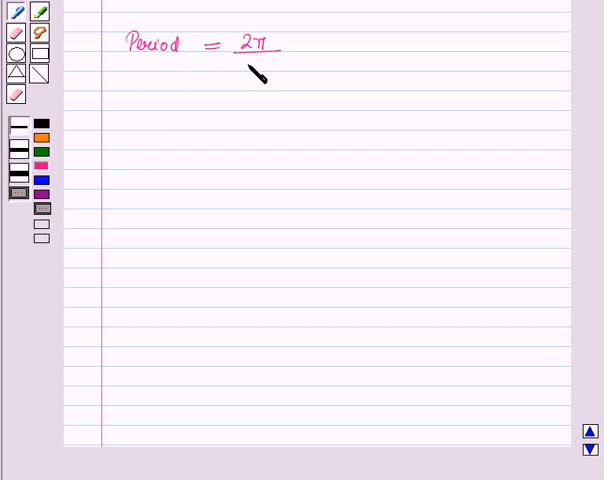 Period = 2π